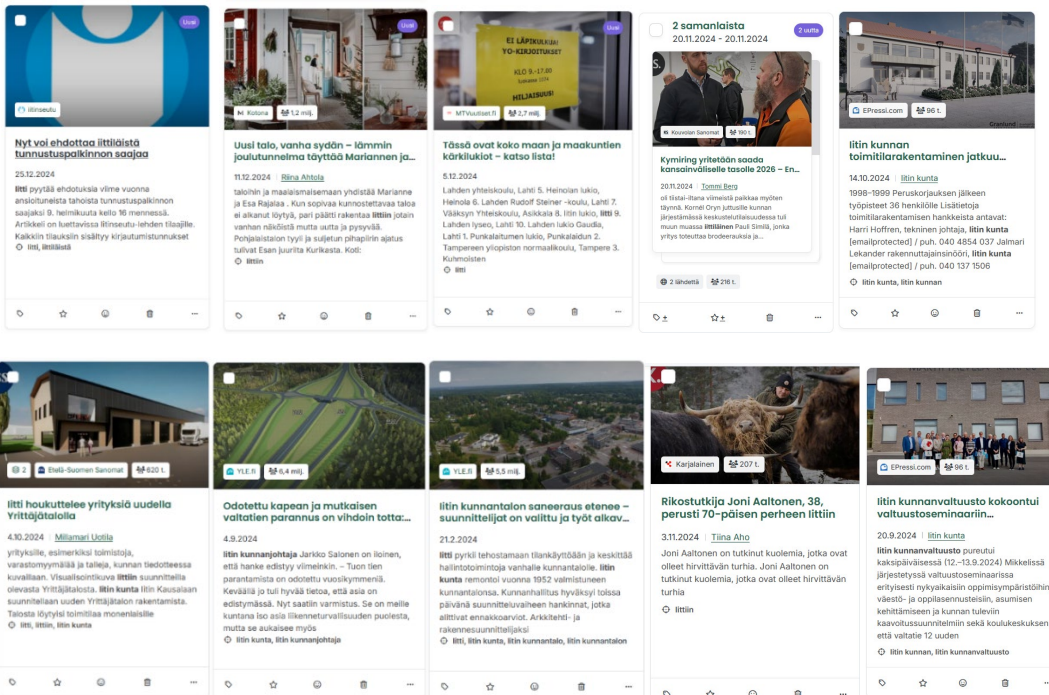 Uusi
iitinseutu
Nyt voi ehdottaa iittiläistä
tunnustuspalkinnon saajaa
25.12.2024
Iitti pyytää ehdotuksia viime vuonna
ansioituneista tahoista tunnustuspalkinnon
saajaksi 9. helmikuuta kello 16 mennessä.
Artikkeli on luettavissa Iitinseutu-lehden tilaajille.
Kaikkiin tilauksiin sisältyy kirjautumistunnukset
Iitti, iittiläistä
Uusi
Kotona
1,2 milj.
Uusi talo, vanha sydän – lämmin
joulutunnelma täyttää Mariannen ja...
11.12.2024 | Riina Ahtola
taloihin ja maalaismaisemaan yhdistää Marianne
ja Esa Rajalaa . Kun sopivaa kunnostettavaa taloa
ei alkanut löytyä, pari päätti rakentaa Iittiin jotain
vanhan näköistä mutta uutta ja pysyvää.
Pohjalaistalon tyyli ja suljetun pihapiirin ajatus
tulivat Esan juurilta Kurikasta. Koti:
Iittiin
Uusi
EI LÄPIKULKUA!
YO-KIRJOITUKSET
KLO 9.-17.00
HILJAISUUS!
MTVuutiset.fi
2,7 milj.
Tässä ovat koko maan ja maakuntien
kärkilukiot – katso lista!
5.12.2024
Lahden yhteiskoulu, Lahti 5. Heinolan lukio,
Heinola 6. Lahden Rudolf Steiner -koulu, Lahti 7.
Vääksyn Yhteiskoulu, Asikkala 8. Iitin lukio, Iitti 9.
Lahden lyseo, Lahti 10. Lahden lukio Gaudia,
Lahti 1. Punkalaitumen lukio, Punkalaidun 2.
Tampereen yliopiston normaalikoulu, Tampere 3.
Kuhmoisten
Iitti
2 samanlaista
20.11.2024 - 20.11.2024
2 uutta
Kouvolan Sanomat
190 t.
Kymiring yritetään saada
kansainväliselle tasolle 2026 – En...
20.11.2024 | Tommi Berg
oli tiistai-iltana viimeistä paikkaa myöten
täynnä. Kornél Oryn jutusille kunnan
järjestämässä keskustelutilaisuudessa tuli
muun muassa iittiläinen Pauli Similä, jonka
yritys toteuttaa brodeerauksia ja...
2 lähdettä
216 t.
EPressi.com
96 t.
Granlund
Iitin kunnan
toimitilarakentaminen jatkuu...
14.10.2024 | Iitin kunta
1998–1999 Peruskorjauksen jälkeen
työpisteet 36 henkilölle Lisätietoja
toimitilarakentamisen hankkeista antavat:
Harri Hoffren, tekninen johtaja, Iitin kunta
[emailprotected] / puh. 040 4854 037 Jalmari
Lekander rakennuttajainsinööri, Iitin kunta
[emailprotected] / puh. 040 137 1506
Iitin kunta, Iitin kunnan
2
Etelä-Suomen Sanomat
620 t.
Iitti houkuttelee yrityksiä uudella
Yrittäjätalolla
4.10.2024 | Millamari Uotila
yrityksille, esimerkiksi toimistoja,
varastomyymälää ja talleja, kunnan tiedotteessa
kuvaillaan. Visualisointikuva Iittiin suunnitteilla
olevasta Yrittäjätalosta. Iitin kunta Iitin Kausalaan
suunnitellaan uuden Yrittäjätalon rakentamista.
Talosta löytyisi toimitilaa monenlaisille
Iitti, Iittiin, Iitin kunta
YLE.fi
6,4 milj.
Odotettu kapean ja mutkaisen
valtatien parannus on vihdoin totta:...
4.9.2024
Iitin kunnanjohtaja Jarkko Salonen on iloinen,
että hanke edistyy viimeinkin. – Tuon tien
parantamista on odotettu vuosikymmeniä.
Keväällä jo tuli hyvää tietoa, että asia on
edistymässä. Nyt saatiin varmistus. Se on meille
kuntana iso asia liikenneturvallisuuden puolesta,
mutta se aukaisee myös
Iitin kunta, Iitin kunnanjohtaja
YLE.fi
5,5 milj.
Iitin kunnantalon saneeraus etenee –
suunnittelijat on valittu ja työt alkav...
21.2.2024
Iitti pyrkii tehostamaan tilankäyttöään ja keskittää
hallintotoimintoja vanhalle kunnantalolle. Iitin
kunta remontoi vuonna 1952 valmistuneen
kunnantalonsa. Kunnanhallitus hyväksyi toissa
päivänä suunnitteluvaiheen hankinnat, jotka
alittivat ennakkoarviot. Arkkitehti- ja
rakennesuunnittelijaksi
Iitti, Iitin kunta, Iitin kunnantalo, Iitin kunnantalon
Karjalainen
207 t.
Rikostutkija Joni Aaltonen, 38,
perusti 70-päisen perheen Iittiin
3.11.2024 | Tiina Aho
Joni Aaltonen on tutkinut kuolemia, jotka ovat
olleet hirvittävän turhia. Joni Aaltonen on
tutkinut kuolemia, jotka ovat olleet hirvittävän
turhia
Iittiin
EPressi.com
96 t.
Iitin kunnanvaltuusto kokoontui
valtuustoseminaariin...
20.9.2024 | Iitin kunta
Iitin kunnanvaltuusto pureutui
kaksipäiväisessä (12.–13.9.2024) Mikkelissä
järjestetyssä valtuustoseminaarissa
erityisesti nykyaikaisiin oppimisympäristöihin,
väestö- ja oppilasennusteisiin, asumisen
kehittämiseen ja kunnan tuleviin
kaavoitussuunnitelmiin sekä koulukeskuksen,
että valtatie 12 uuden
Iitin kunnan, Iitin kunnanvaltuusto